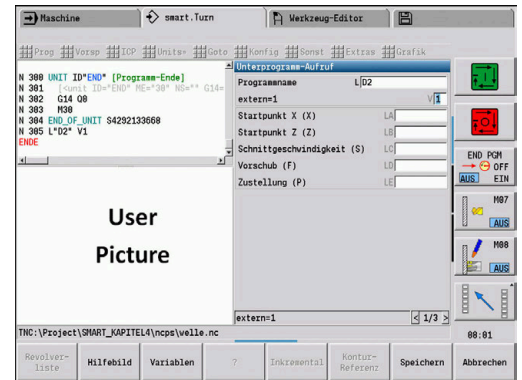 Maschine smart.Turn Werkzeug-Editor
Prog Vorsp ICP Units» Goto Konfig Sonst Extras Grafik
N 300 UNIT ID"END" [Programm-Ende]
N 301 [<unit ID="END" ME="30" NS="" G14=
N 302 G14 Q0
N 303 M30
N 304 END_OF_UNIT S4292133668
N 305 L"D2" V1
ENDE
Unterprogramm-Aufruf
Programmname L D2
extern=1 V 1
Startpunkt X (X) LA
Startpunkt Z (Z) LB
Schnittgeschwindigkeit (S) LC
Vorschub (F) LD
Zustellung (P) LE
User
Picture
extern=1 < 1/3 >
TNC:\Project\SMART_KAPITEL4\ncps\welle.nc
1
0
END PGM
OFF
AUS EIN
M07
AUS
M08
AUS
08:01
Revolver-
liste
Hilfebild
Variablen
?
Inkremental
Kontur-
Referenz
Speichern
Abbrechen